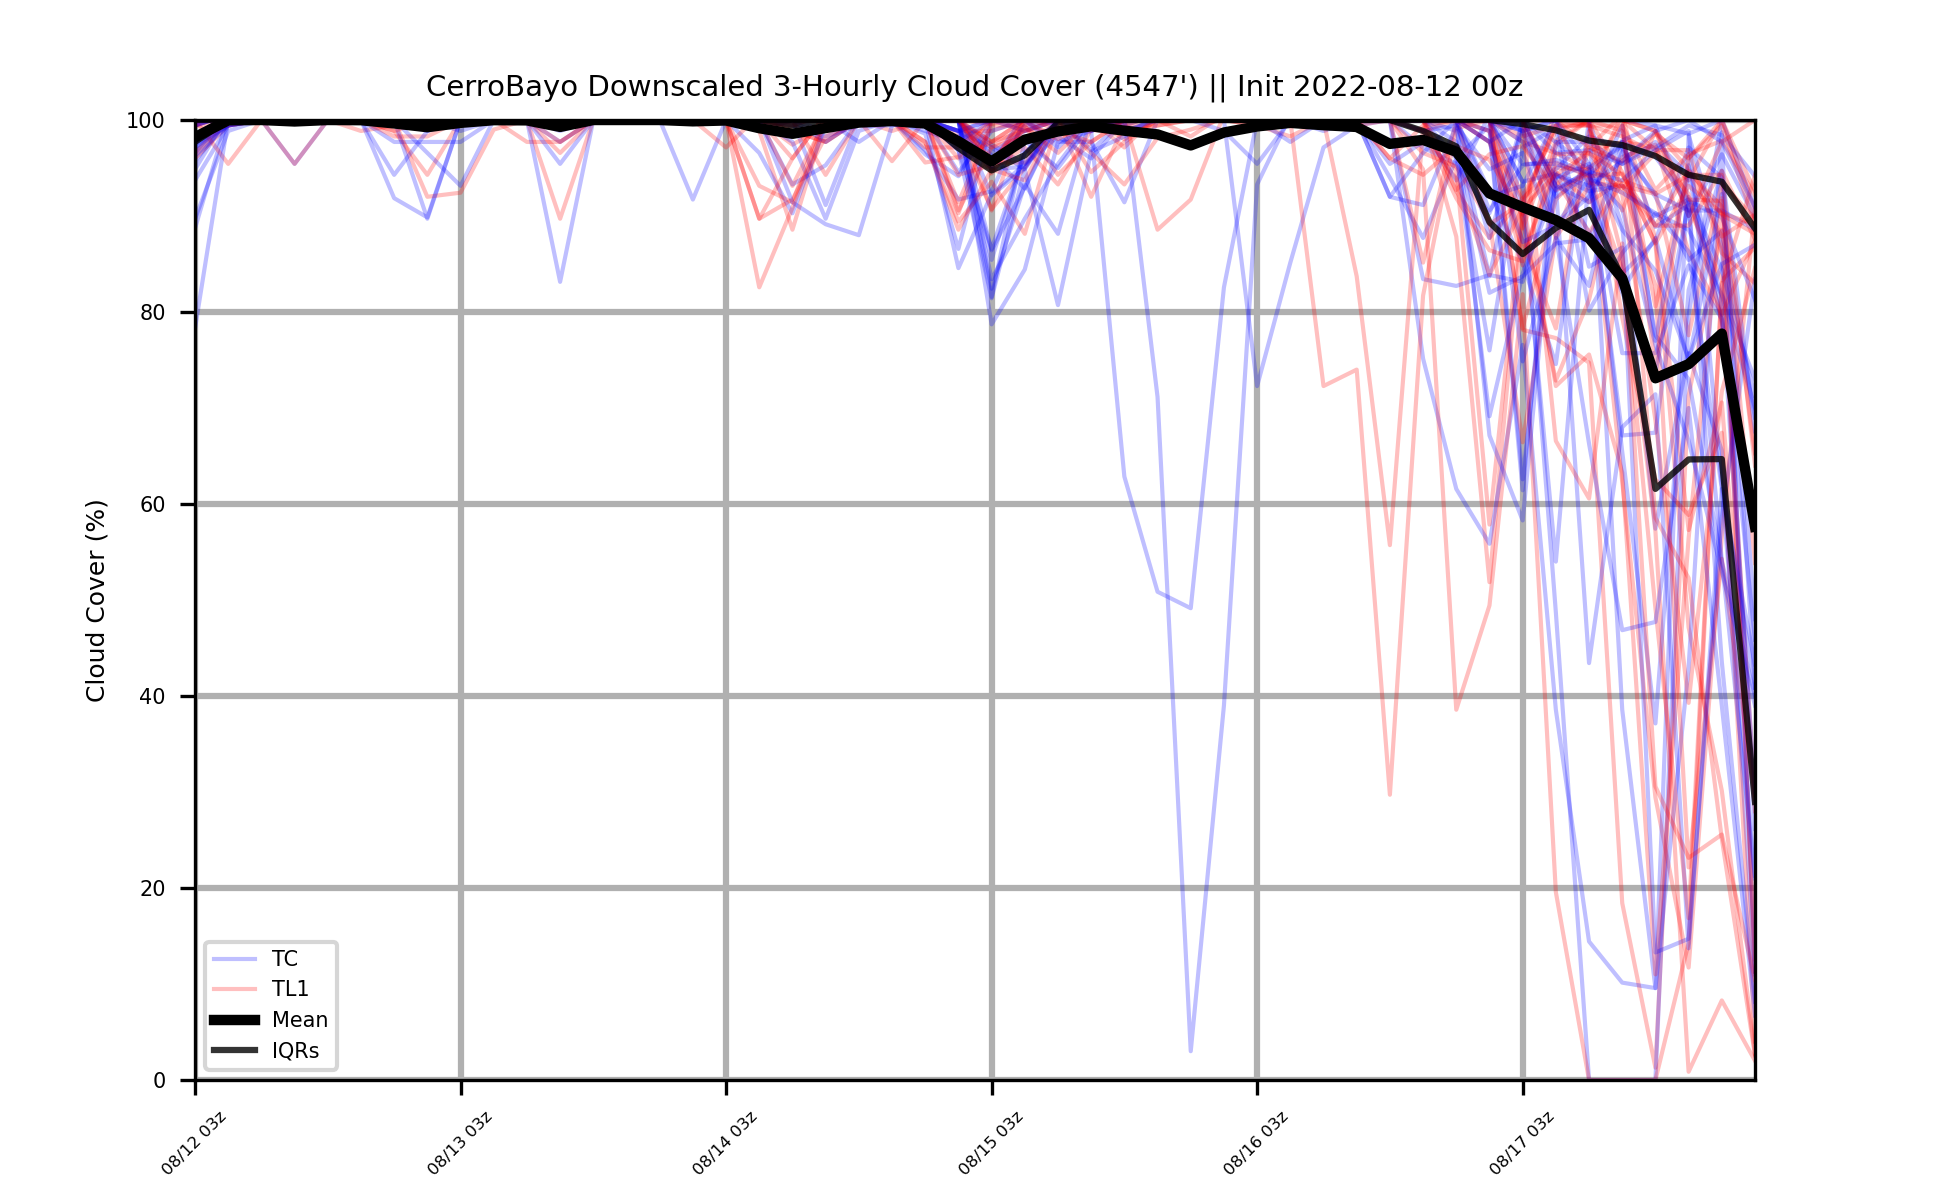 CerroBayo Downscaled 3-Hourly Cloud Cover (4547') || Init 2022-08-12 00z
Cloud Cover (%)
100
80
60
40
20
0
TC
TL1
Mean
IQRs
08/12 03z
08/13 03z
08/14 03z
08/15 03z
08/16 03z
08/17 03z